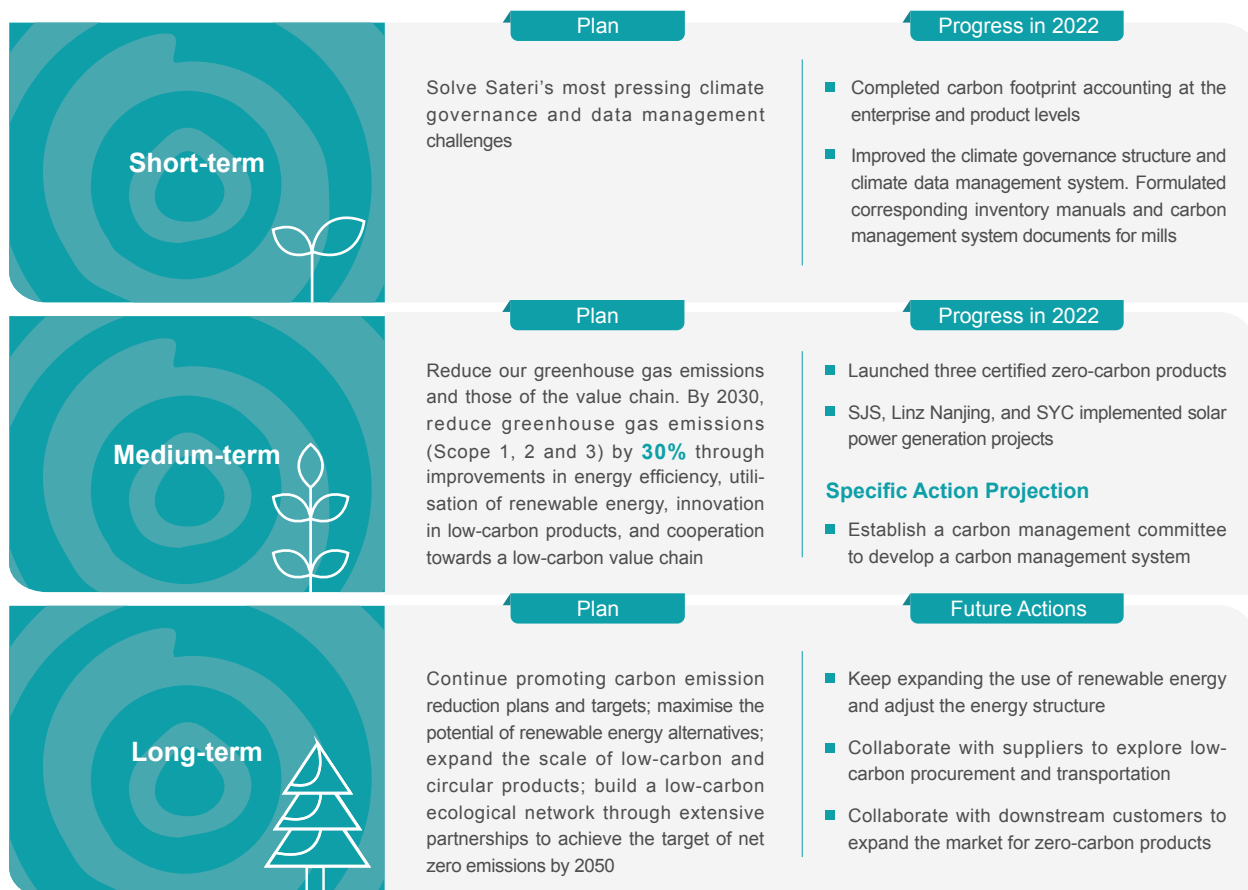 Short-term
Plan
Solve Sateri's most pressing climate
governance and data management
challenges
Progress in 2022
■ Completed carbon footprint accounting at the
enterprise and product levels
■ Improved the climate governance structure and
climate data management system. Formulated
corresponding inventory manuals and carbon
management system documents for mills
Medium-term
Plan
Reduce our greenhouse gas emissions
and those of the value chain. By 2030,
reduce greenhouse gas emissions
(Scope 1, 2 and 3) by 30% through
improvements in energy efficiency, utili-
sation of renewable energy, innovation
in low-carbon products, and cooperation
towards a low-carbon value chain
Progress in 2022
■ Launched three certified zero-carbon products
■ SJS, Linz Nanjing, and SYC implemented solar
power generation projects
Specific Action Projection
■ Establish a carbon management committee
to develop a carbon management system
Long-term
Plan
Continue promoting carbon emission
reduction plans and targets; maximise the
potential of renewable energy alternatives;
expand the scale of low-carbon and
circular products; build a low-carbon
ecological network through extensive
partnerships to achieve the target of net
zero emissions by 2050
Future Actions
■ Keep expanding the use of renewable energy
and adjust the energy structure
■ Collaborate with suppliers to explore low-
carbon procurement and transportation
■ Collaborate with downstream customers to
expand the market for zero-carbon products